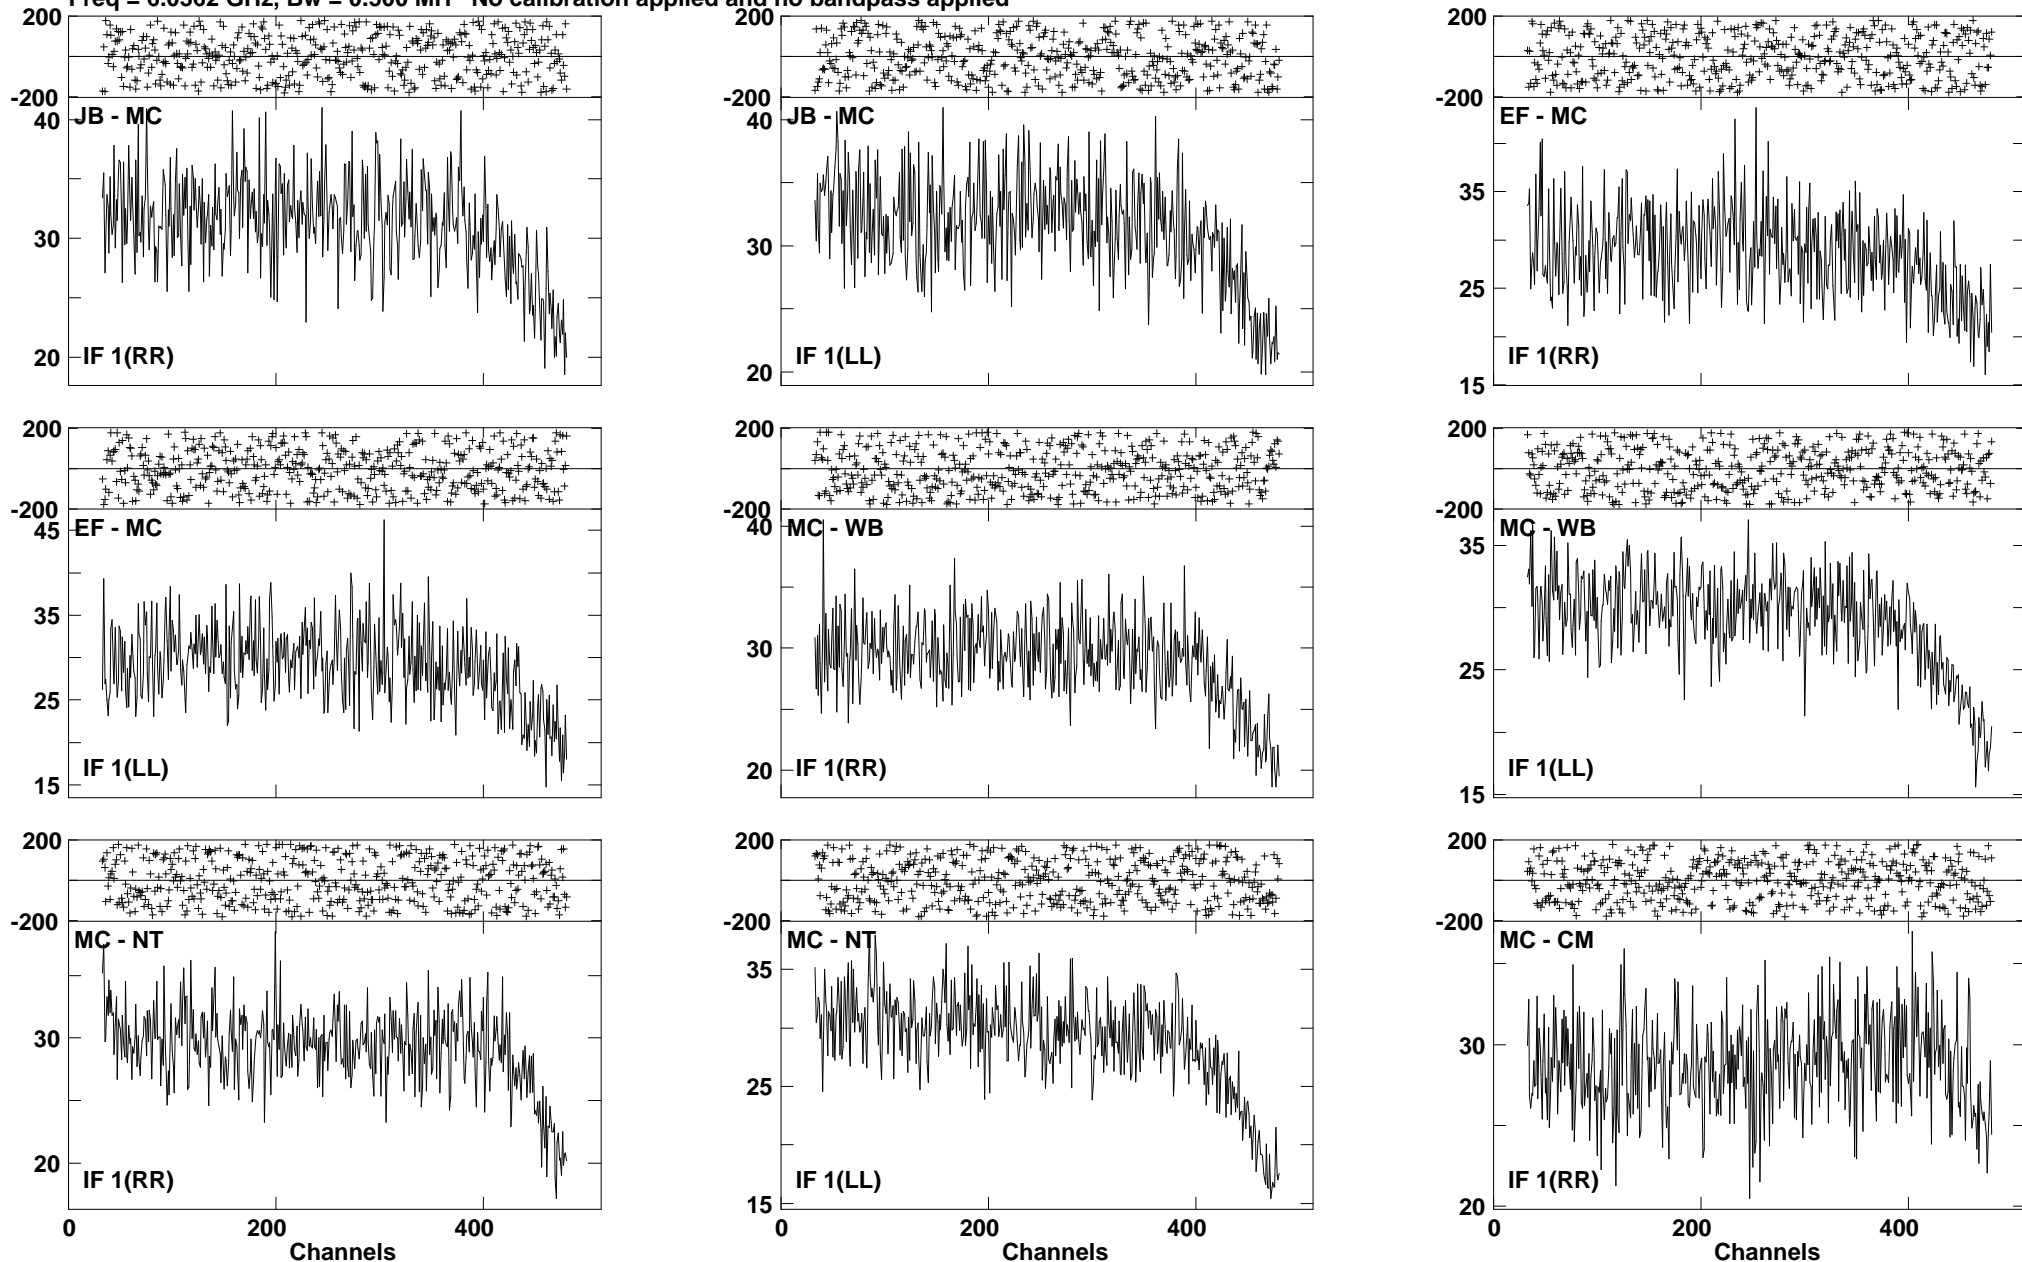 No calibration applied and no bandpass applied
200
-200
JB - MC
40
30
20
IF 1(RR)
200
-200
JB - MC
40
30
20
IF 1(LL)
200
-200
EF - MC
35
25
15
IF 1(RR)
200
-200
EF - MC
45
35
25
15
IF 1(LL)
200
-200
MC - WB
40
30
20
IF 1(RR)
200
-200
MC - WB
35
25
15
IF 1(LL)
200
-200
MC - NT
30
20
IF 1(RR)
0 200 400
Channels
200
-200
MC - NT
35
25
15
IF 1(LL)
0 200 400
Channels
200
-200
MC - CM
30
20
IF 1(RR)
0 200 400
Channels